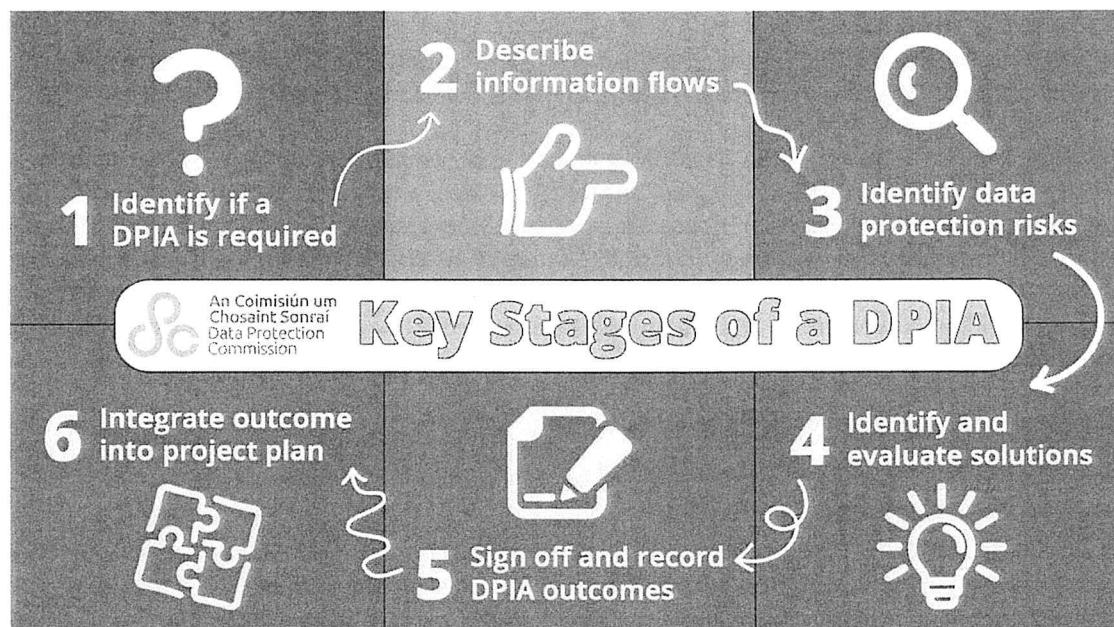 1 Identify if a
DPIA is required
2 Describe
information flows
3 Identify data
protection risks
An Coimisiún um
Chosaint Sonraí
Data Protection
Commission
Key Stages of a DPIA
4 Identify and
evaluate solutions
5 Sign off and record
DPIA outcomes
6 Integrate outcome
into project plan